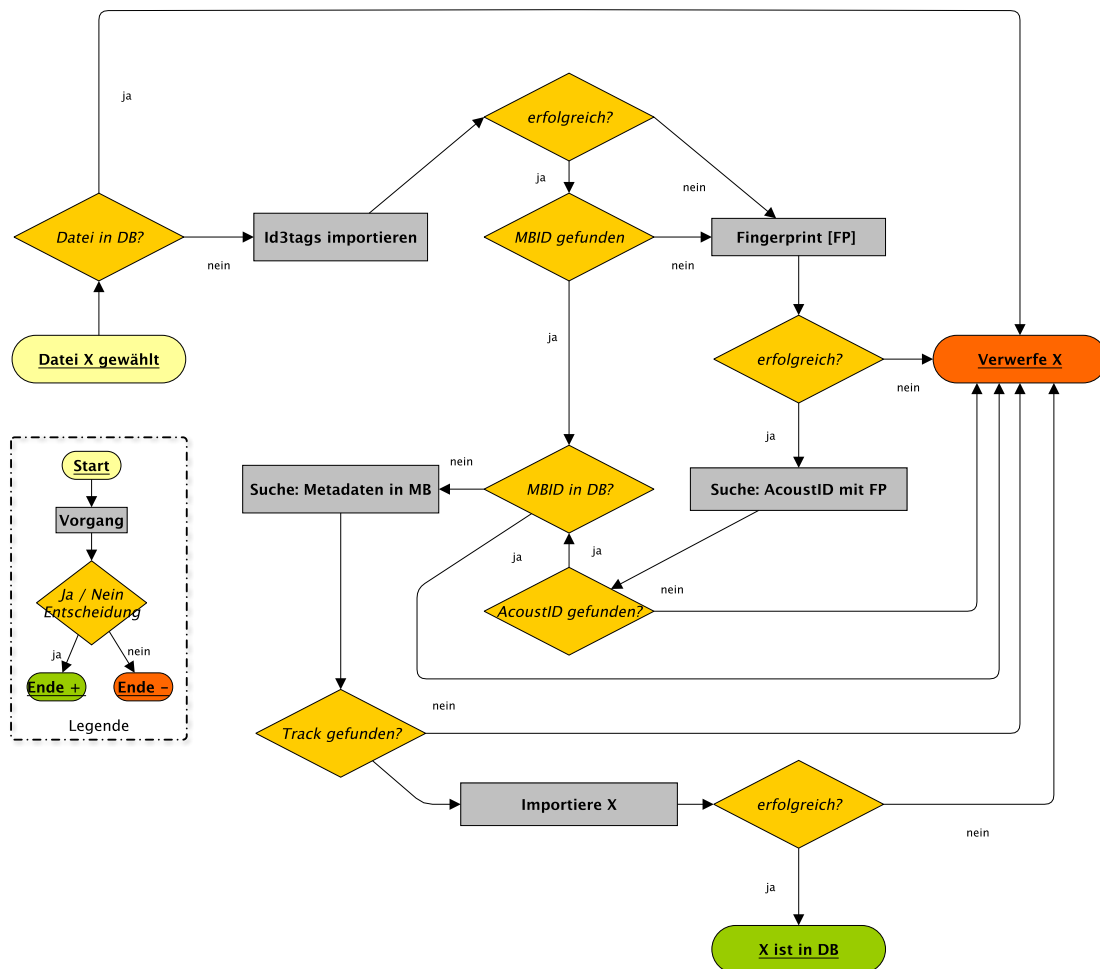 ja
erfolgreich?
ja
nein
Datei in DB?
Id3tags importieren
MBID gefunden
Fingerprint [FP]
nein
nein
ja
Datei X gewählt
erfolgreich?
Verwerfe X
nein
ja
Start
nein
Suche: Metadaten in MB
MBID in DB?
Suche: AcoustID mit FP
Vorgang
ja
ja
nein
Ja / Nein
Entscheidung
AcoustID gefunden?
ja
nein
Ende +
Ende -
Legende
nein
Track gefunden?
Importiere X
erfolgreich?
nein
ja
X ist in DB